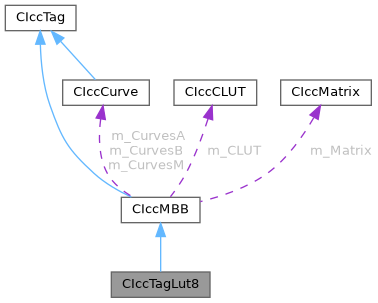 CIccTag
CIccCurve
CIccCLUT
CIccMatrix
m_CurvesA
m_CurvesB
m_CurvesM
m_CLUT
m_Matrix
CIccMBB
CIccTagLut8